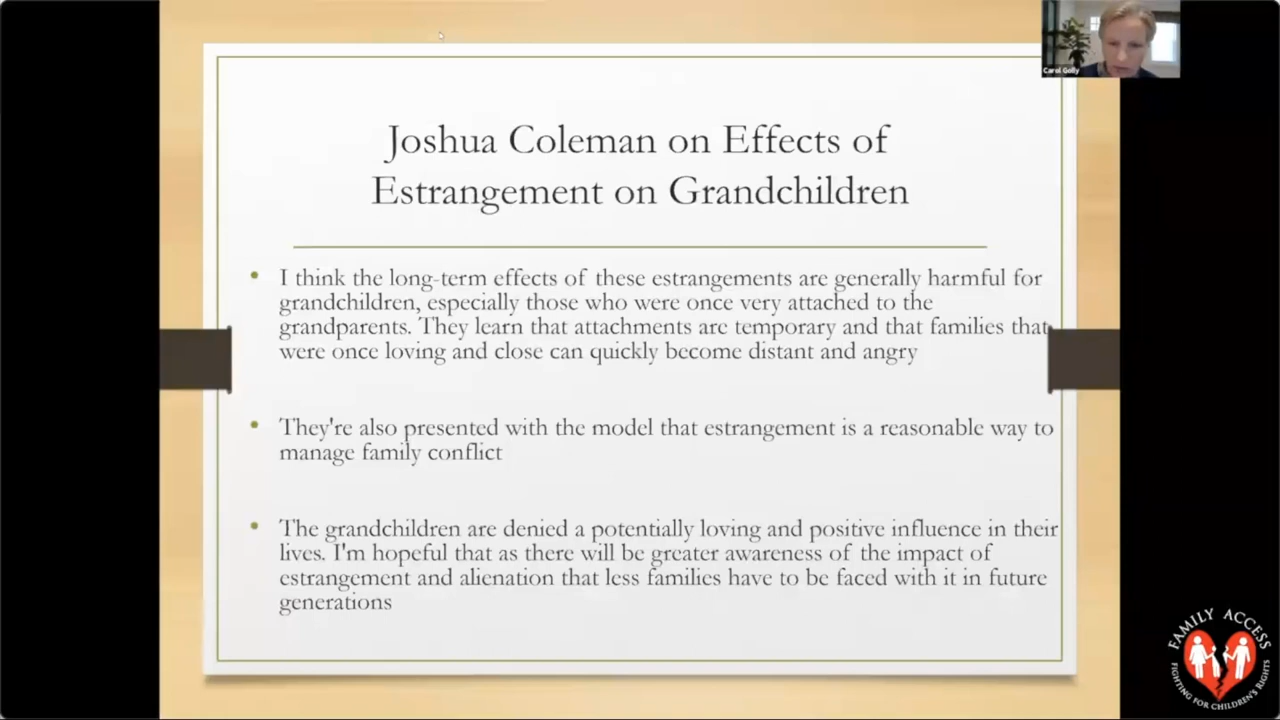 Carol Golly
Joshua Coleman on Effects of
Estrangement on Grandchildren
• I think the long-term effects of these estrangements are generally harmful for
grandchildren, especially those who were once very attached to the
grandparents. They learn that attachments are temporary and that families that
were once loving and close can quickly become distant and angry
• They're also presented with the model that estrangement is a reasonable way to
manage family conflict
• The grandchildren are denied a potentially loving and positive influence in their
lives. I'm hopeful that as there will be greater awareness of the impact of
estrangement and alienation that less families have to be faced with it in future
generations
FAMILY ACCESS
FIGHTING FOR CHILDREN'S RIGHTS